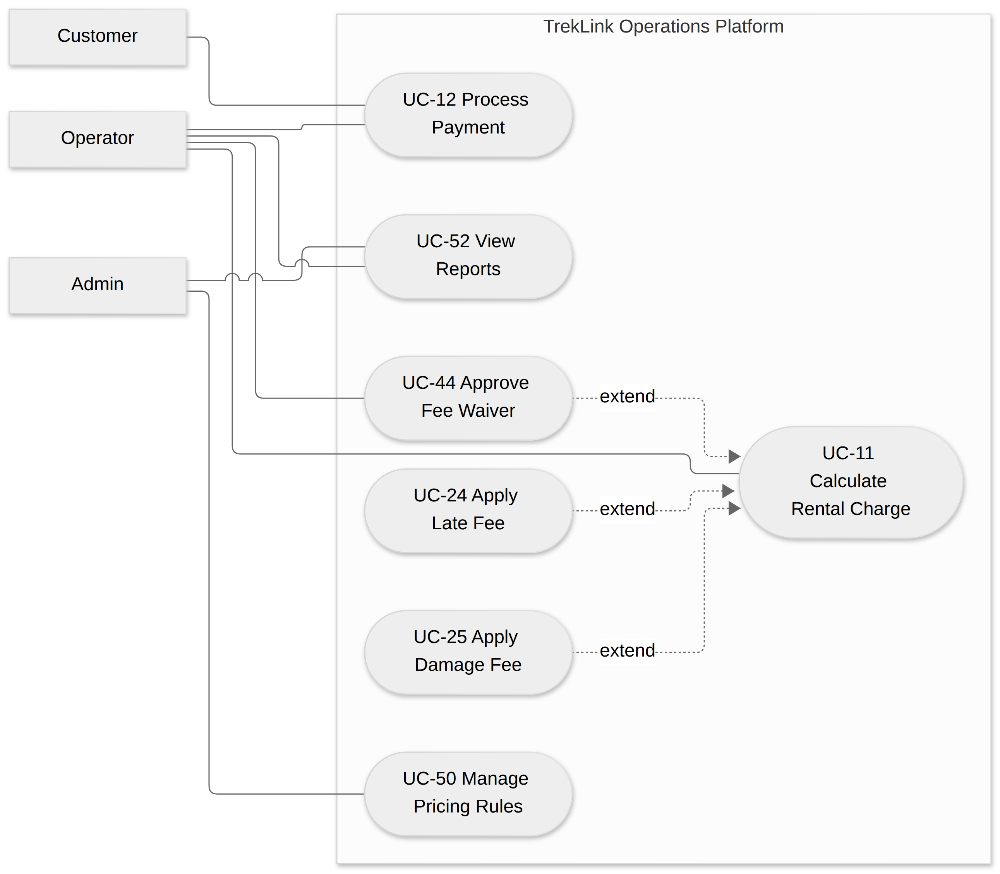 TrekLink Operations Platform
Customer
Operator
Admin
UC-12 Process
Payment
UC-52 View
Reports
UC-44 Approve
Fee Waiver
extend
UC-24 Apply
Late Fee
extend
UC-25 Apply
Damage Fee
extend
UC-50 Manage
Pricing Rules
UC-11
Calculate
Rental Charge